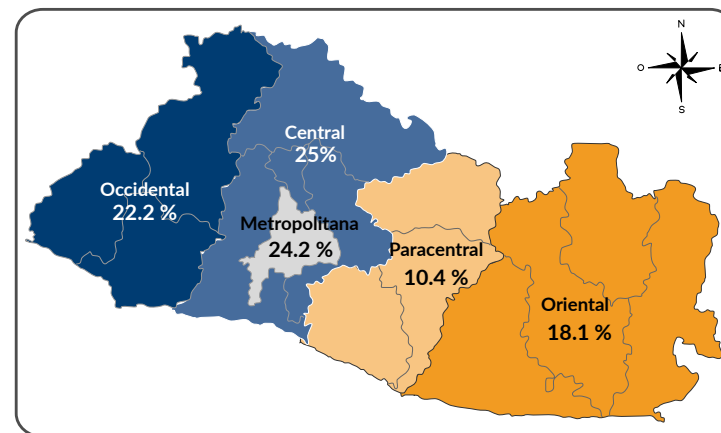 N
O
E
S
Central
25%
Occidental
22.2 %
Metropolitana
24.2 %
Paracentral
10.4 %
Oriental
18.1 %